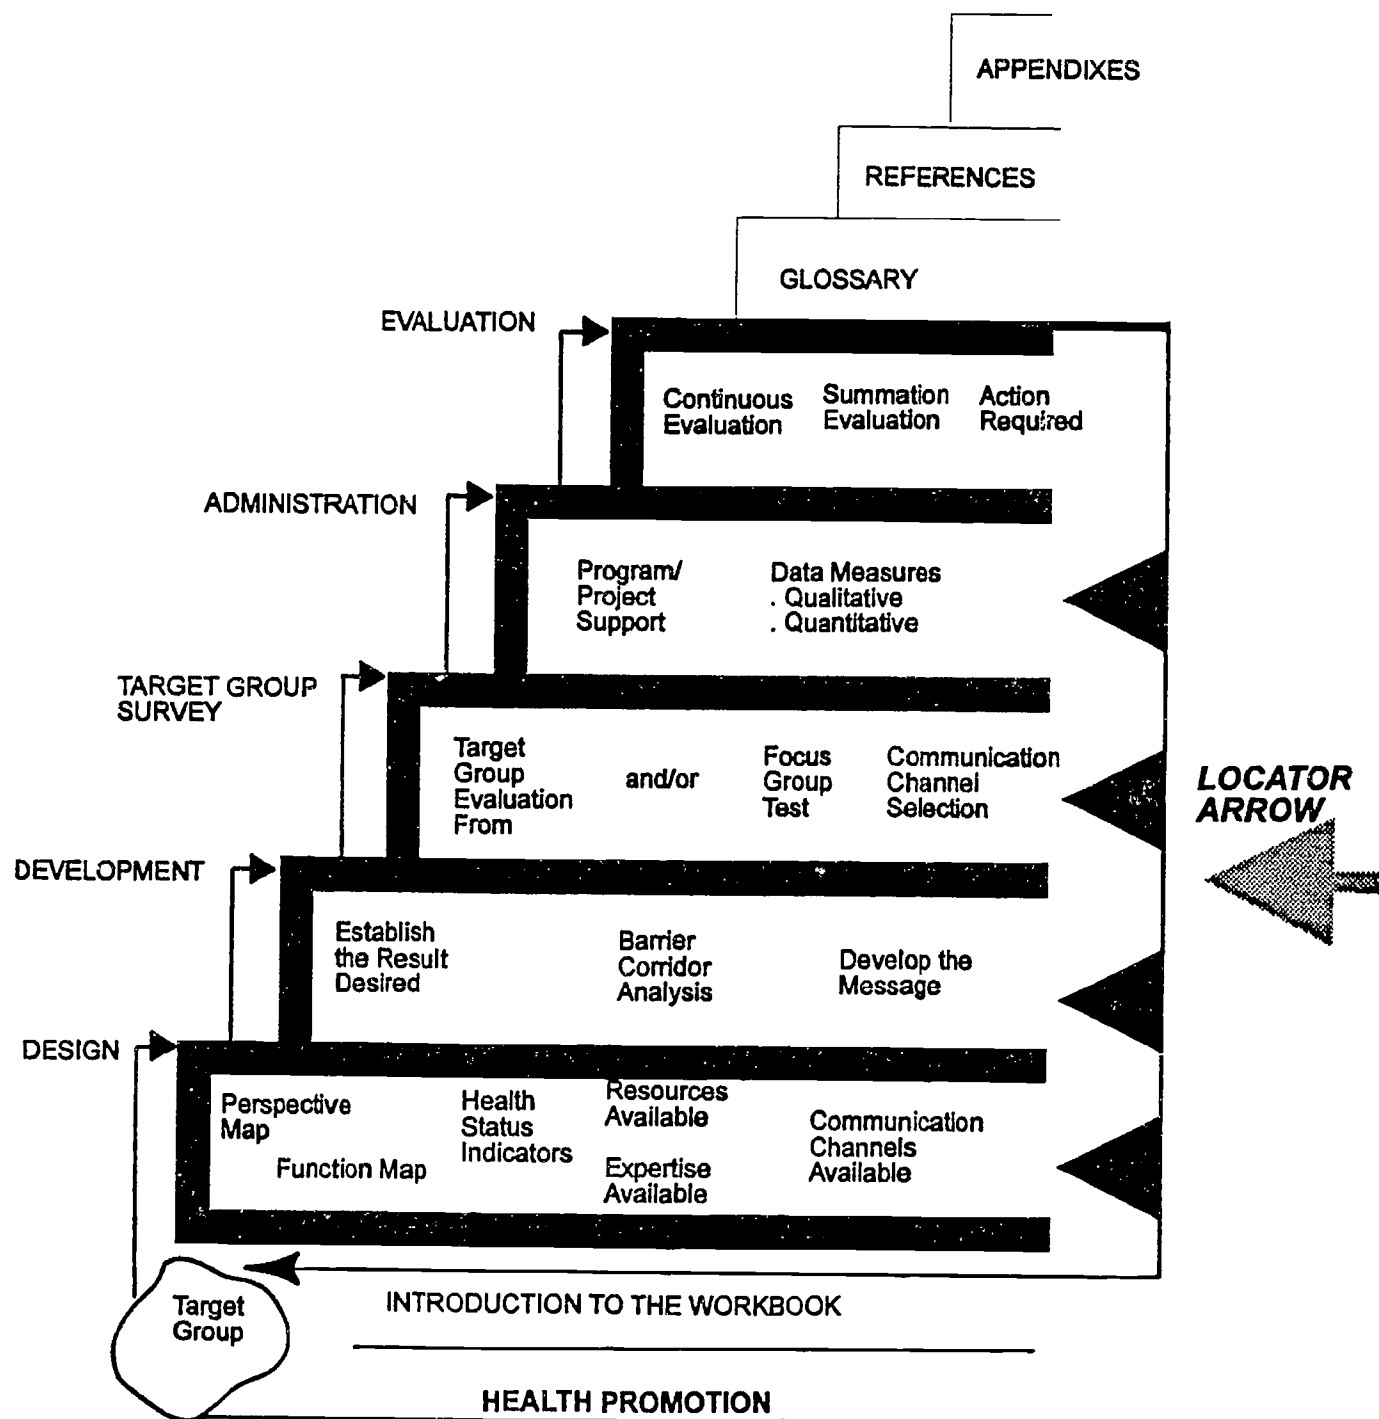 APPENDIXES
REFERENCES
GLOSSARY
EVALUATION
Continuous
Evaluation
Summation
Evaluation
Action
Required
ADMINISTRATION
Program/
Project
Support
Data Measures
. Qualitative
. Quantitative
TARGET GROUP
SURVEY
Target
Group
Evaluation
From
and/or
Focus
Group
Test
Communication
Channel
Selection
LOCATOR
ARROW
DEVELOPMENT
Establish
the Result
Desired
Barrier
Corridor
Analysis
Develop the
Message
DESIGN
Perspective
Map
Function Map
Health
Status
Indicators
Resources
Available
Expertise
Available
Communication
Channels
Available
Target
Group
INTRODUCTION TO THE WORKBOOK
HEALTH PROMOTION